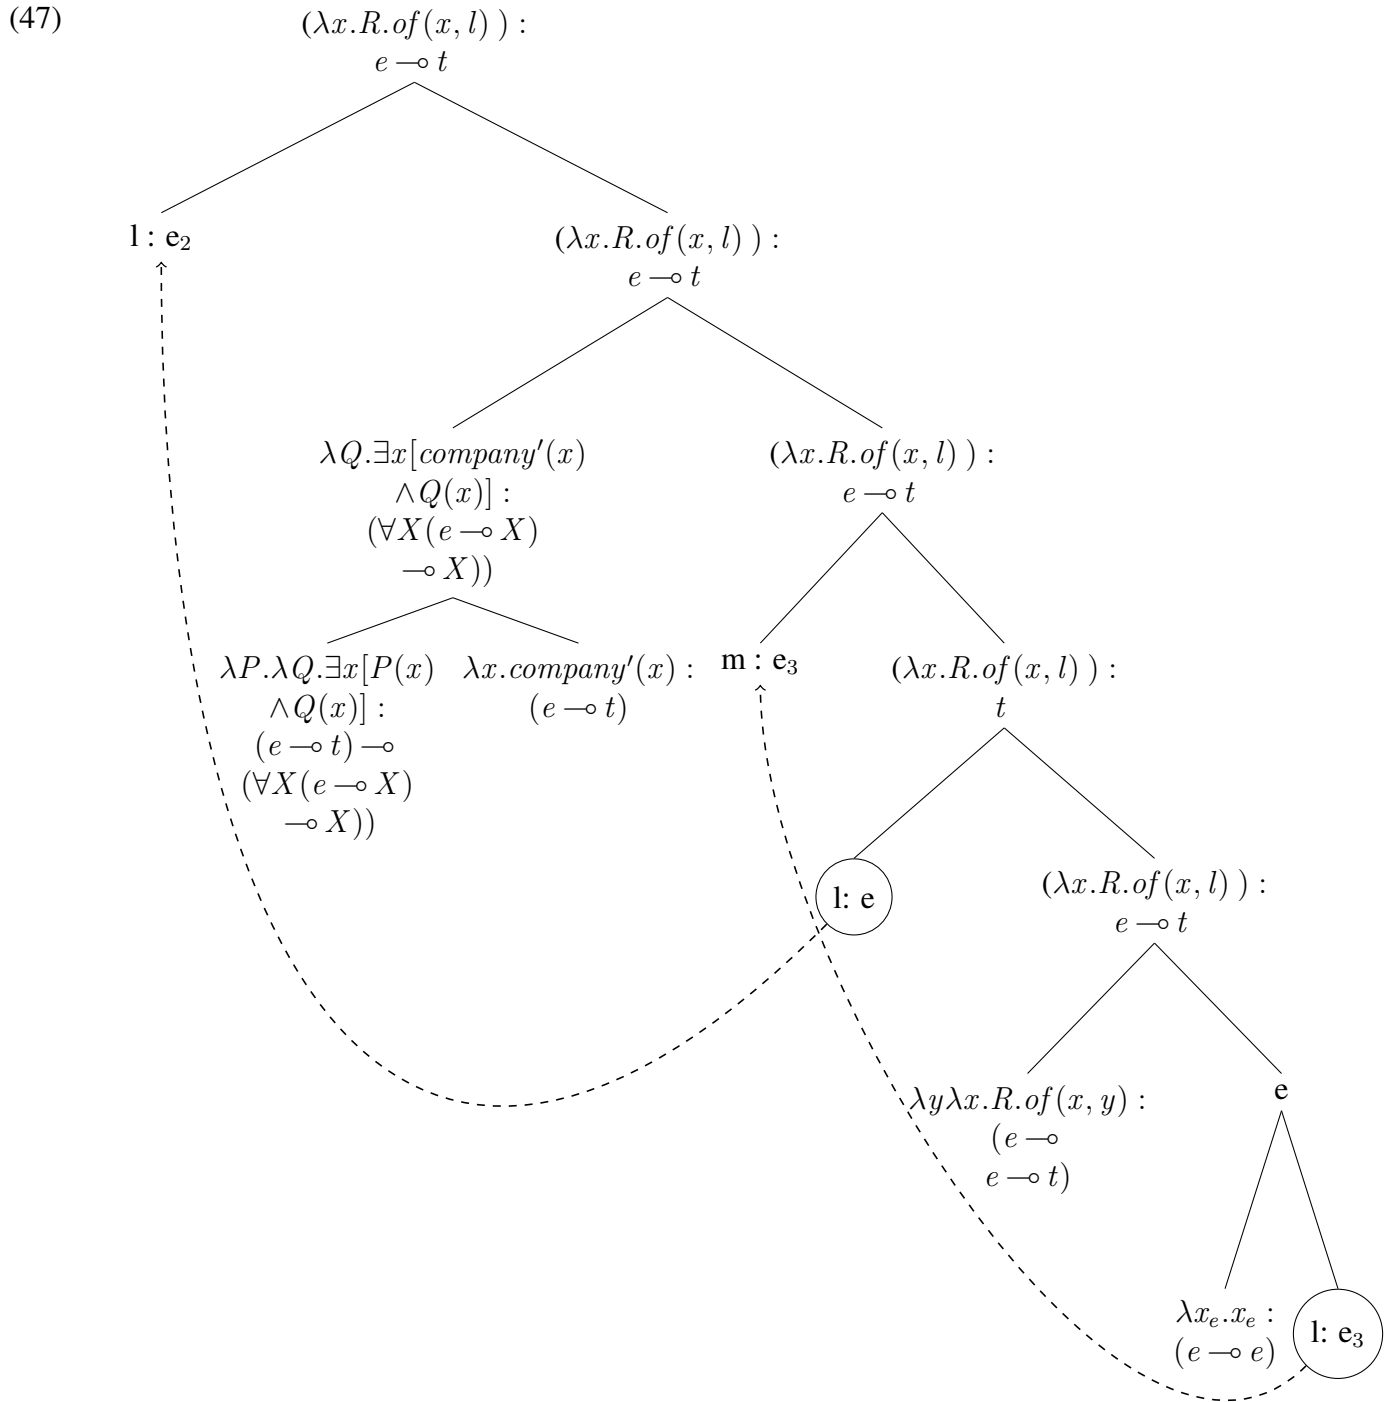 (47)
(λx.R.of(x, l) ) :
e ⊸ t
l : e₂
(λx.R.of(x, l) ) :
e ⊸ t
λQ.∃x[company′(x)
∧Q(x)] :
(∀X(e ⊸ X)
⊸ X))
(λx.R.of(x, l) ) :
e ⊸ t
λP.λQ.∃x[P(x)
∧Q(x)] :
(e ⊸ t) ⊸
(∀X(e ⊸ X)
⊸ X))
λx.company′(x) :
(e ⊸ t)
m : e₃
(λx.R.of(x, l) ) :
t
l: e
(λx.R.of(x, l) ) :
e ⊸ t
λyλx.R.of(x, y) :
(e ⊸
e ⊸ t)
e
λxₑ.xₑ :
(e ⊸ e)
l: e₃